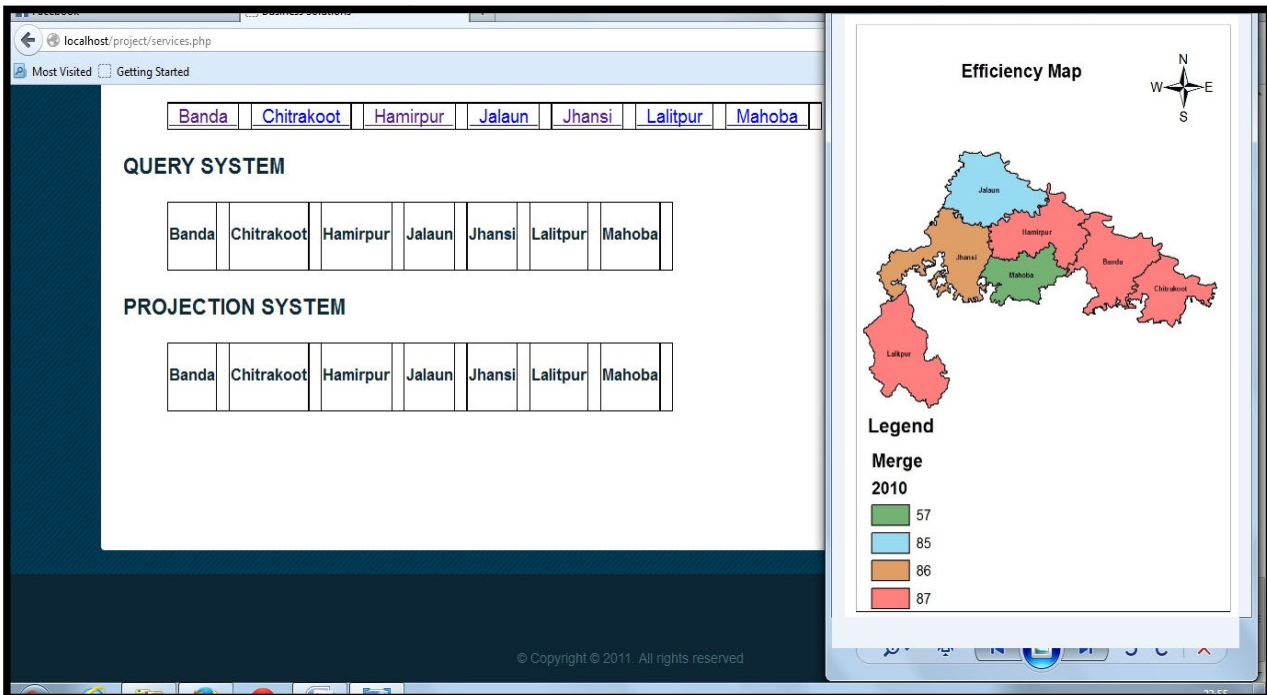 localhost/project/services.php
Most Visited Getting Started
Banda Chitrakoot Hamirpur Jalaun Jhansi Lalitpur Mahoba
QUERY SYSTEM
Banda Chitrakoot Hamirpur Jalaun Jhansi Lalitpur Mahoba
PROJECTION SYSTEM
Banda Chitrakoot Hamirpur Jalaun Jhansi Lalitpur Mahoba
© Copyright © 2011. All rights reserved
Efficiency Map
N
W E
S
Jalaun
Hamirpur
Jhansi
Banda
Mahoba
Chitrakoot
Lalitpur
Legend
Merge
2010
57
85
86
87